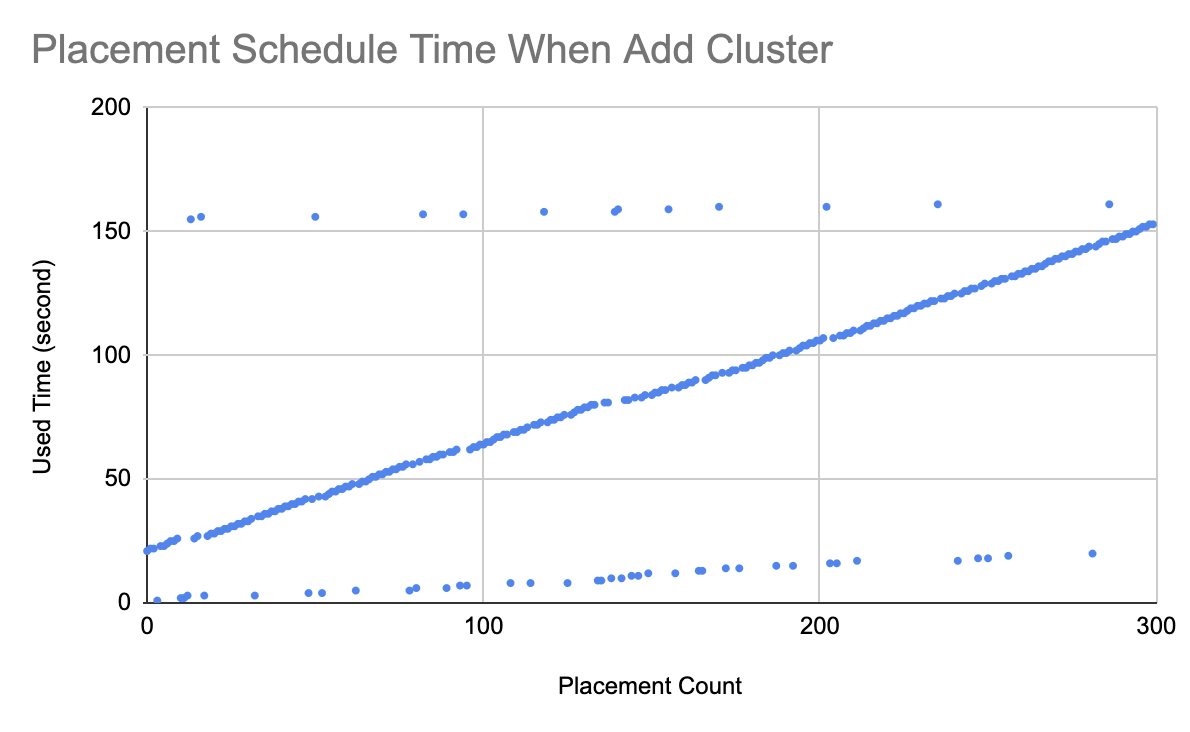 Placement Schedule Time When Add Cluster
Used Time (second)
200
150
100
50
0
0 100 200 300
Placement Count